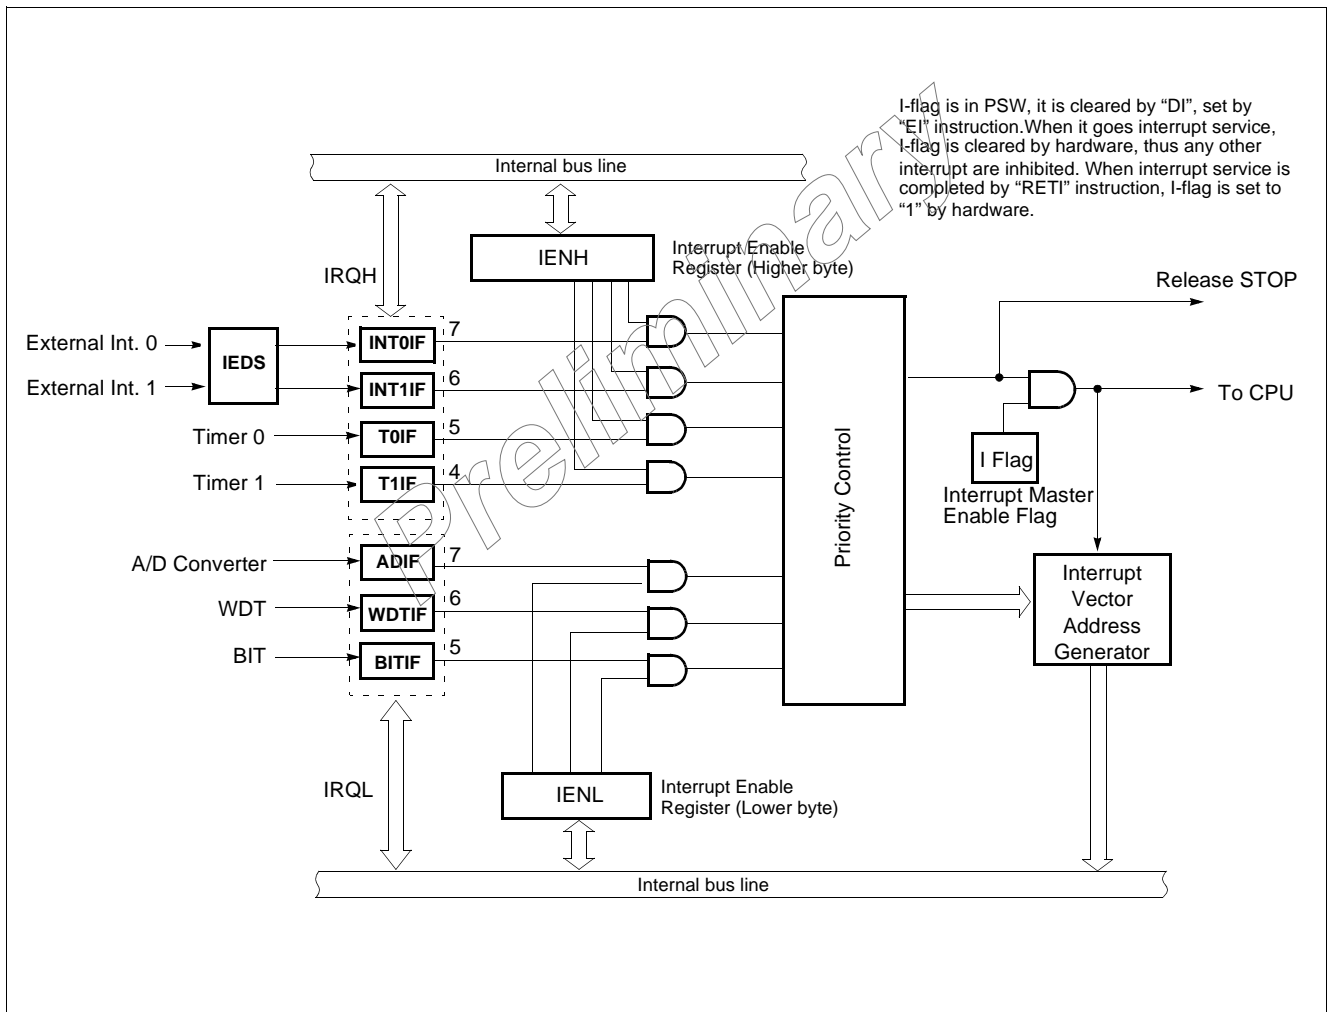 I-flag is in PSW, it is cleared by “DI”, set by
“EI” instruction.When it goes interrupt service,
I-flag is cleared by hardware, thus any other
interrupt are inhibited. When interrupt service is
completed by “RETI” instruction, I-flag is set to
“1” by hardware.
Internal bus line
IENH
Interrupt Enable
Register (Higher byte)
IRQH
Release STOP
External Int. 0
IEDS
INT0IF
7
External Int. 1
INT1IF
6
To CPU
Timer 0
T0IF
5
Timer 1
T1IF
4
Priority Control
I Flag
Interrupt Master
Enable Flag
A/D Converter
ADIF
7
WDT
WDTIF
6
BIT
BITIF
5
Interrupt
Vector
Address
Generator
IRQL
IENL
Interrupt Enable
Register (Lower byte)
Internal bus line
Preliminary